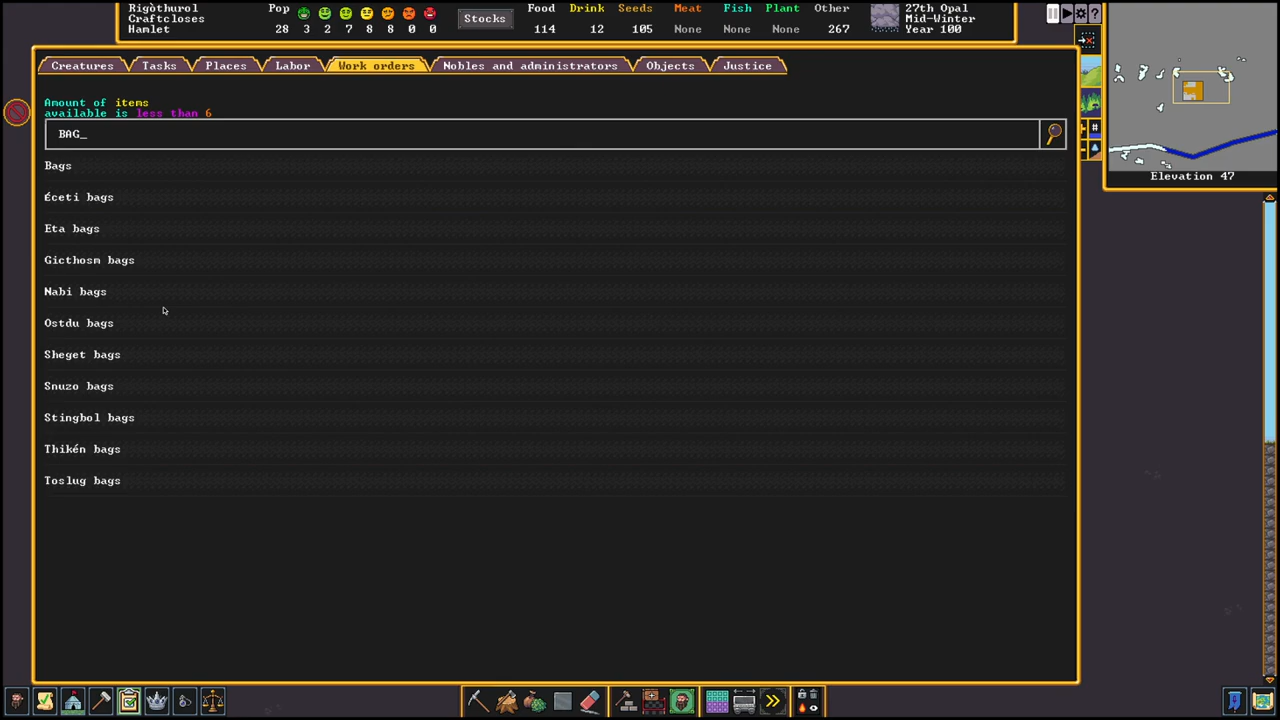 Rigòthurol
Craftcloses
Hamlet
Pop
28 3 2 7 8 8 0 0
Stocks
Food Drink Seeds Meat Fish Plant Other
114 12 105 None None None 267
27th Opal
Mid-Winter
Year 100
Creatures Tasks Places Labor Work orders Nobles and administrators Objects Justice
Amount of items
available is less than 6
BAG_
Bags
Éceti bags
Eta bags
Gicthosm bags
Nabi bags
Ostdu bags
Sheget bags
Snuzo bags
Stingbol bags
Thikén bags
Toslug bags
Elevation 47